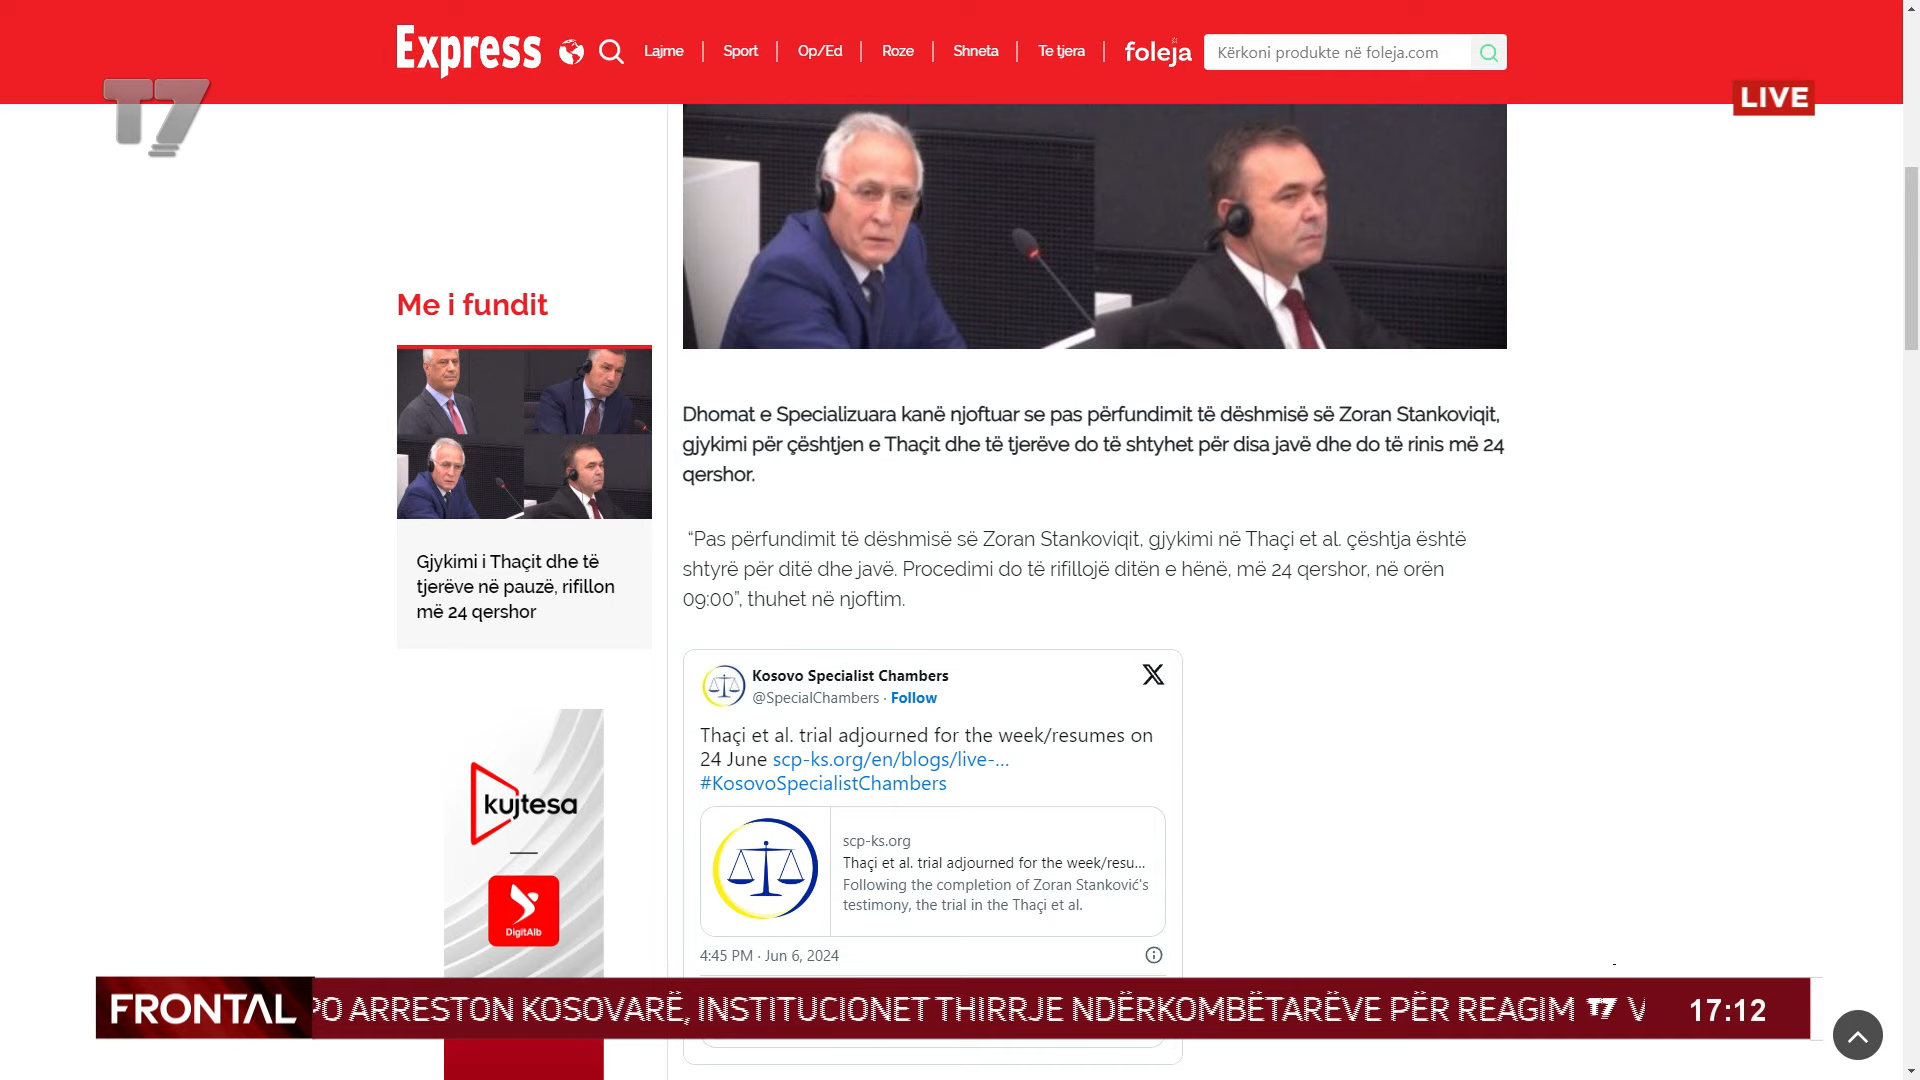 Express
Lajme
Sport
Op/Ed
Roze
Shneta
Te tjera
foleja
Kërkoni produkte në foleja.com
T7
LIVE
Me i fundit
Gjykimi i Thaçit dhe të
tjerëve në pauzë, rifillon
më 24 qershor
Dhomat e Specializuara kanë njoftuar se pas përfundimit të dëshmisë së Zoran Stankoviqit,
gjykimi për çështjen e Thaçit dhe të tjerëve do të shtyhet për disa javë dhe do të rinis më 24
qershor.
“Pas përfundimit të dëshmisë së Zoran Stankoviqit, gjykimi në Thaçi et al. çështja është
shtyrë për ditë dhe javë. Procedimi do të rifillojë ditën e hënë, më 24 qershor, në orën
09:00”, thuhet në njoftim.
Kosovo Specialist Chambers
@SpecialChambers · Follow
Thaçi et al. trial adjourned for the week/resumes on
24 June scp-ks.org/en/blogs/live-…
#KosovoSpecialistChambers
scp-ks.org
Thaçi et al. trial adjourned for the week/resu...
Following the completion of Zoran Stanković's
testimony, the trial in the Thaçi et al.
4:45 PM · Jun 6, 2024
kujtesa
DigitAlb
FRONTAL
PO ARRESTON KOSOVARË, INSTITUCIONET THIRRJE NDËRKOMBËTARËVE PËR REAGIM T7 V
17:12